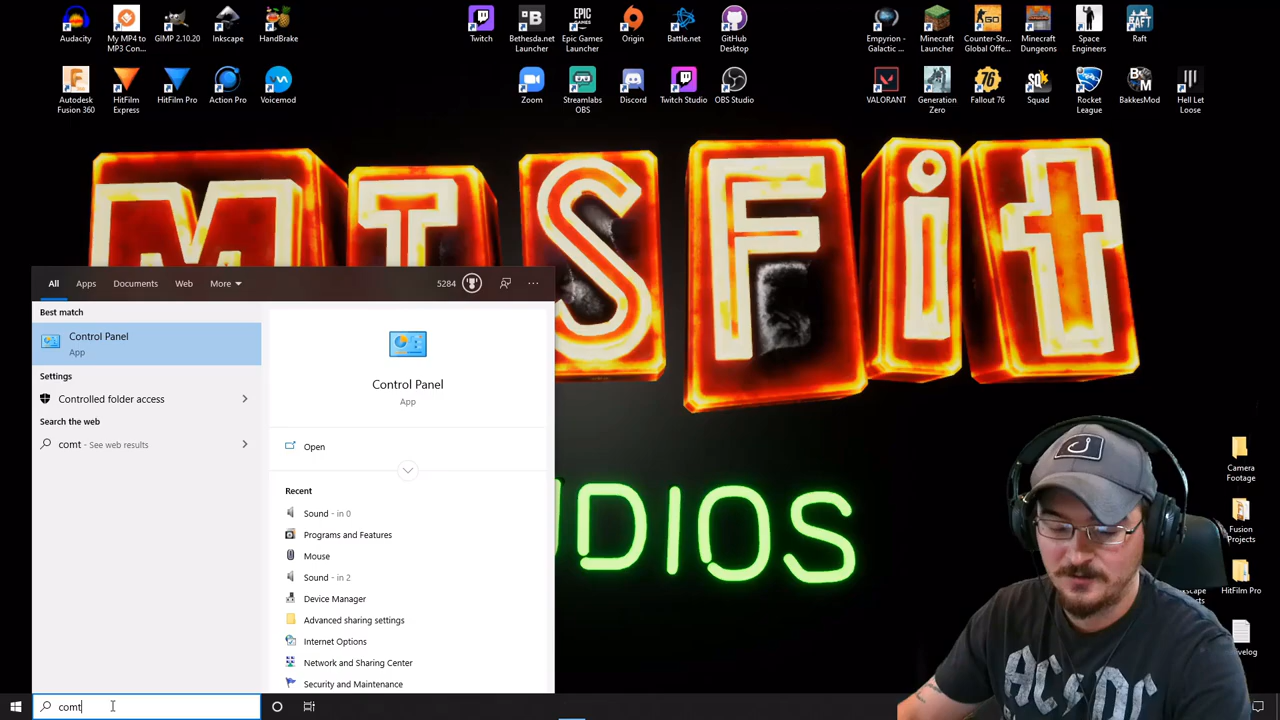 Audacity
My MP4 to
MP3 Con...
GIMP 2.10.20
Inkscape
HandBrake
Twitch
Bethesda.net
Launcher
Epic Games
Launcher
Origin
Battle.net
GitHub
Desktop
Empyrion -
Galactic ...
Minecraft
Launcher
Counter-Str...
Global Offe...
Minecraft
Dungeons
Space
Engineers
Raft
Autodesk
Fusion 360
HitFilm
Express
HitFilm Pro
Action Pro
Voicemod
Zoom
Streamlabs
OBS
Discord
Twitch Studio
OBS Studio
VALORANT
Generation
Zero
Fallout 76
Squad
Rocket
League
BakkesMod
Hell Let
Loose
MTSFit
UDIOS
All
Apps
Documents
Web
More
5284
Best match
Control Panel
App
Settings
Controlled folder access
Search the web
comt - See web results
Control Panel
App
Open
Recent
Sound - in 0
Programs and Features
Mouse
Sound - in 2
Device Manager
Advanced sharing settings
Internet Options
Network and Sharing Center
Security and Maintenance
comt
Camera
Footage
Fusion
Projects
HitFilm Pro
AC DC